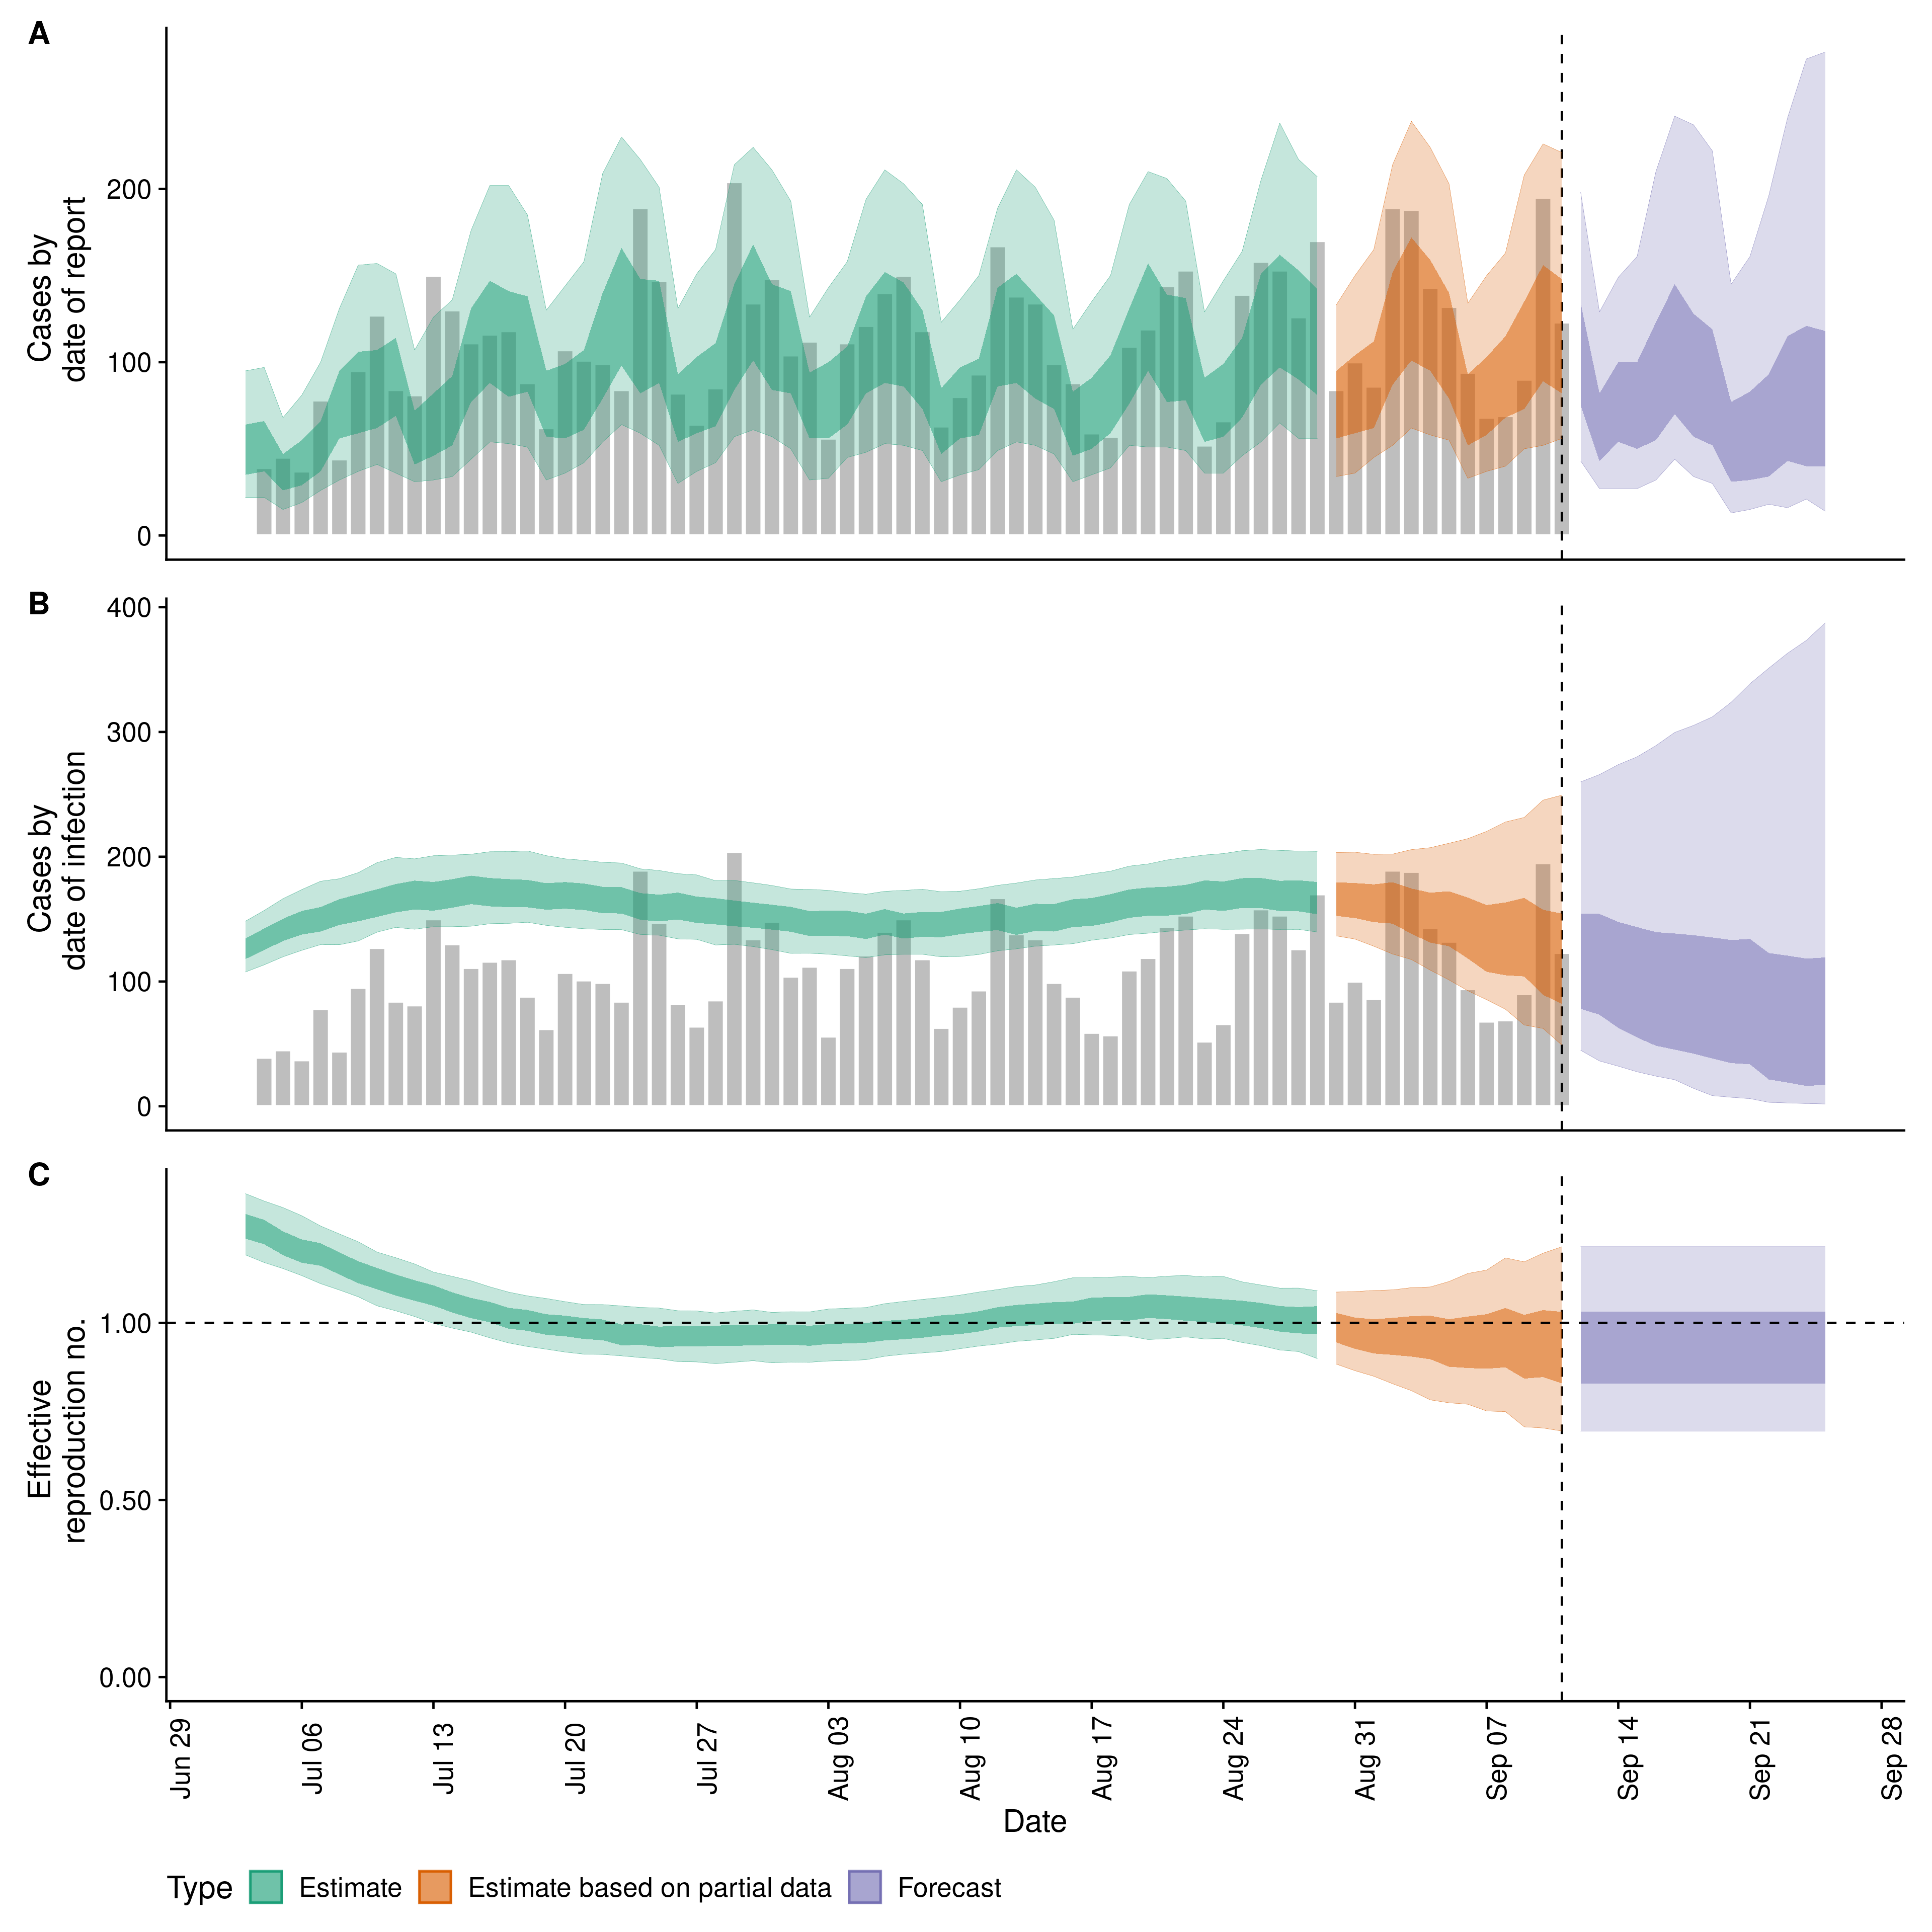 A
Cases by
date of report
200
100
0
B
Cases by
date of infection
400
300
200
100
0
C
Effective
reproduction no.
1.00
0.50
0.00
Jun 29
Jul 06
Jul 13
Jul 20
Jul 27
Aug 03
Aug 10
Aug 17
Aug 24
Aug 31
Sep 07
Sep 14
Sep 21
Sep 28
Date
Type Estimate Estimate based on partial data Forecast